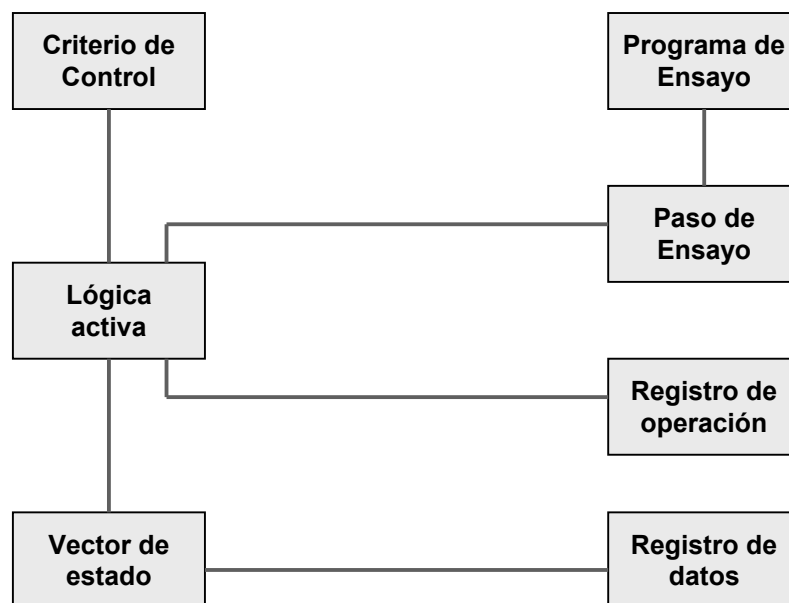 Criterio de
Control
Programa de
Ensayo
Paso de
Ensayo
Lógica
activa
Registro de
operación
Vector de
estado
Registro de
datos